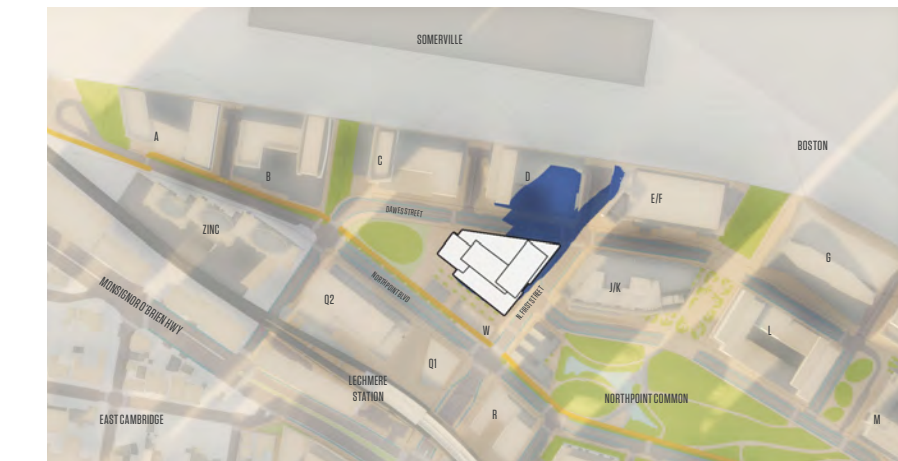 SOMERVILLE
A
B
C
D
E/F
BOSTON
ZINC
DAWES STREET
G
MONSIGNOR O'BRIEN HWY
Q2
NORTHPOINT BLVD
N. FIRST STREET
J/K
W
L
Q1
LECHMERE
STATION
R
NORTHPOINT COMMON
EAST CAMBRIDGE
M